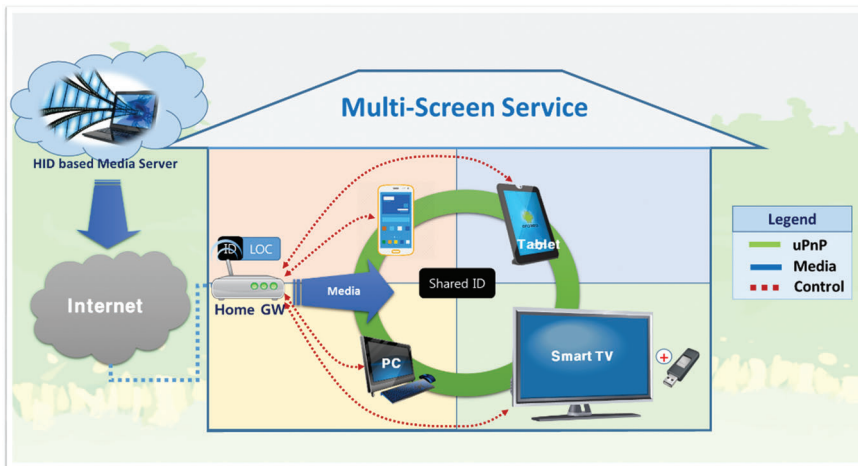 Multi-Screen Service
HID based Media Server
Internet
ID LOC
Home GW
Media
Shared ID
Tablet
PC
Smart TV
Legend
uPnP
Media
Control